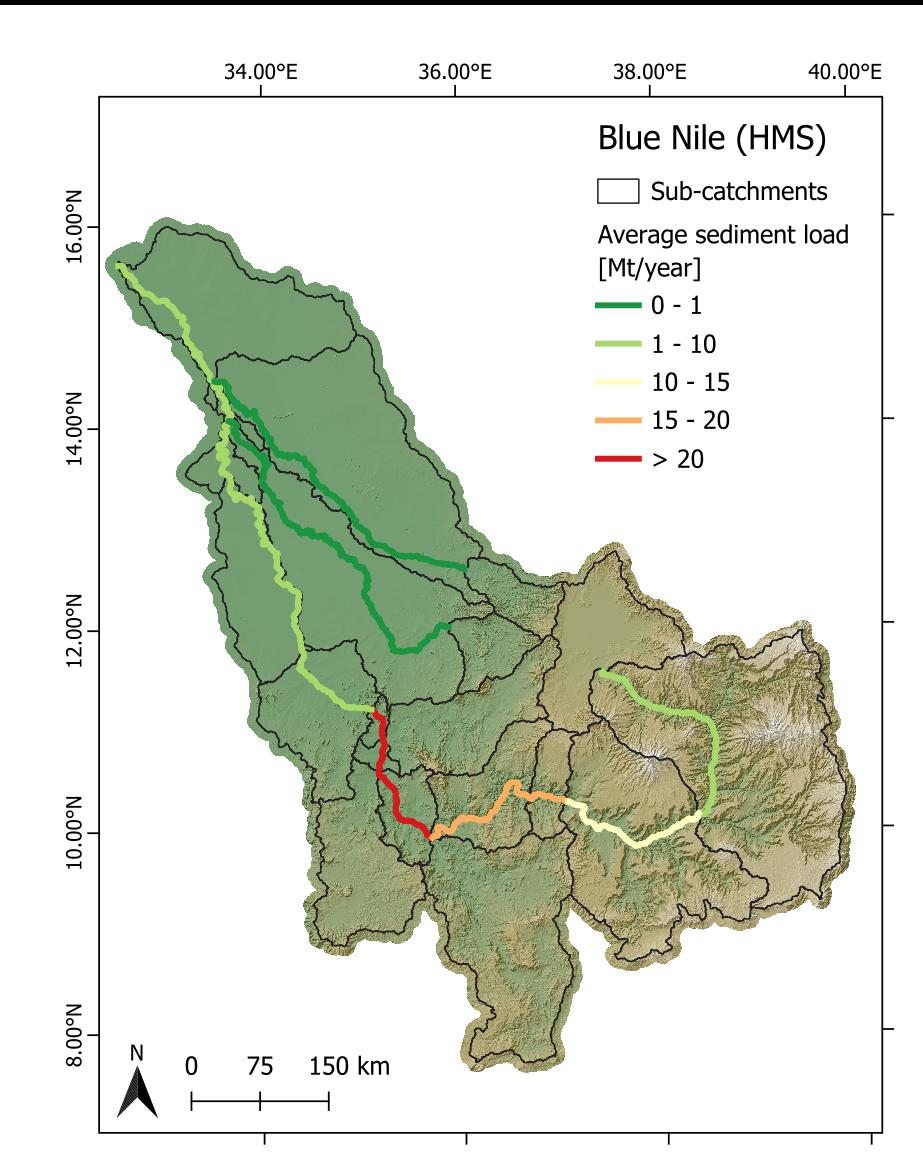 34.00°E 36.00°E 38.00°E 40.00°E
Blue Nile (HMS)
Sub-catchments
Average sediment load
[Mt/year]
0 - 1
1 - 10
10 - 15
15 - 20
> 20
16.00°N
14.00°N
12.00°N
10.00°N
8.00°N
N
0 75 150 km